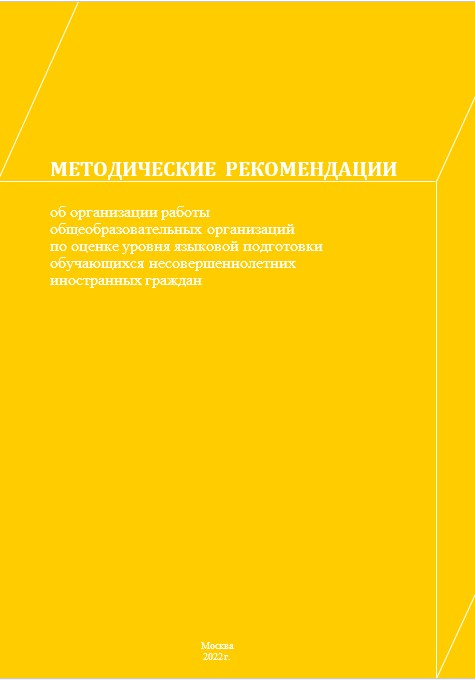 МЕТОДИЧЕСКИЕ РЕКОМЕНДАЦИИ
об организации работы
общеобразовательных организаций
по оценке уровня языковой подготовки
обучающихся несовершеннолетних
иностранных граждан
Москва
2022 г.